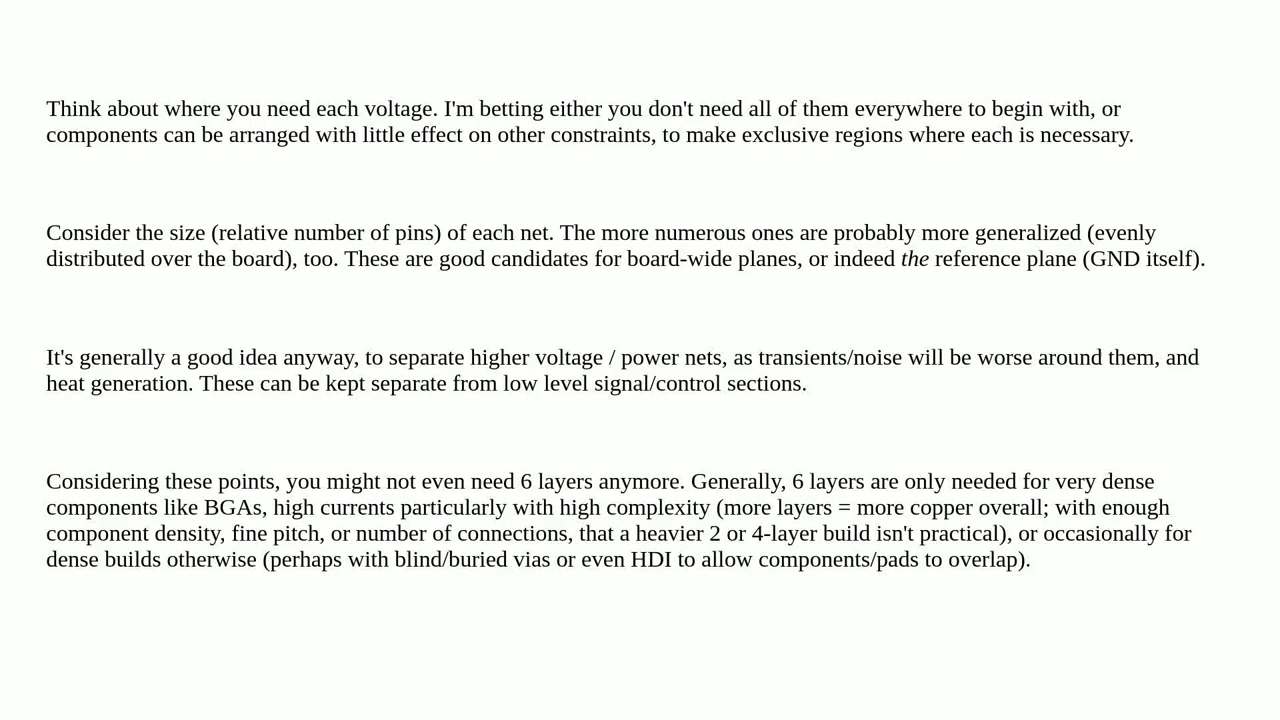 Think about where you need each voltage. I'm betting either you don't need all of them everywhere to begin with, or
components can be arranged with little effect on other constraints, to make exclusive regions where each is necessary.
Consider the size (relative number of pins) of each net. The more numerous ones are probably more generalized (evenly
distributed over the board), too. These are good candidates for board-wide planes, or indeed the reference plane (GND itself).
It's generally a good idea anyway, to separate higher voltage / power nets, as transients/noise will be worse around them, and
heat generation. These can be kept separate from low level signal/control sections.
Considering these points, you might not even need 6 layers anymore. Generally, 6 layers are only needed for very dense
components like BGAs, high currents particularly with high complexity (more layers = more copper overall; with enough
component density, fine pitch, or number of connections, that a heavier 2 or 4-layer build isn't practical), or occasionally for
dense builds otherwise (perhaps with blind/buried vias or even HDI to allow components/pads to overlap).